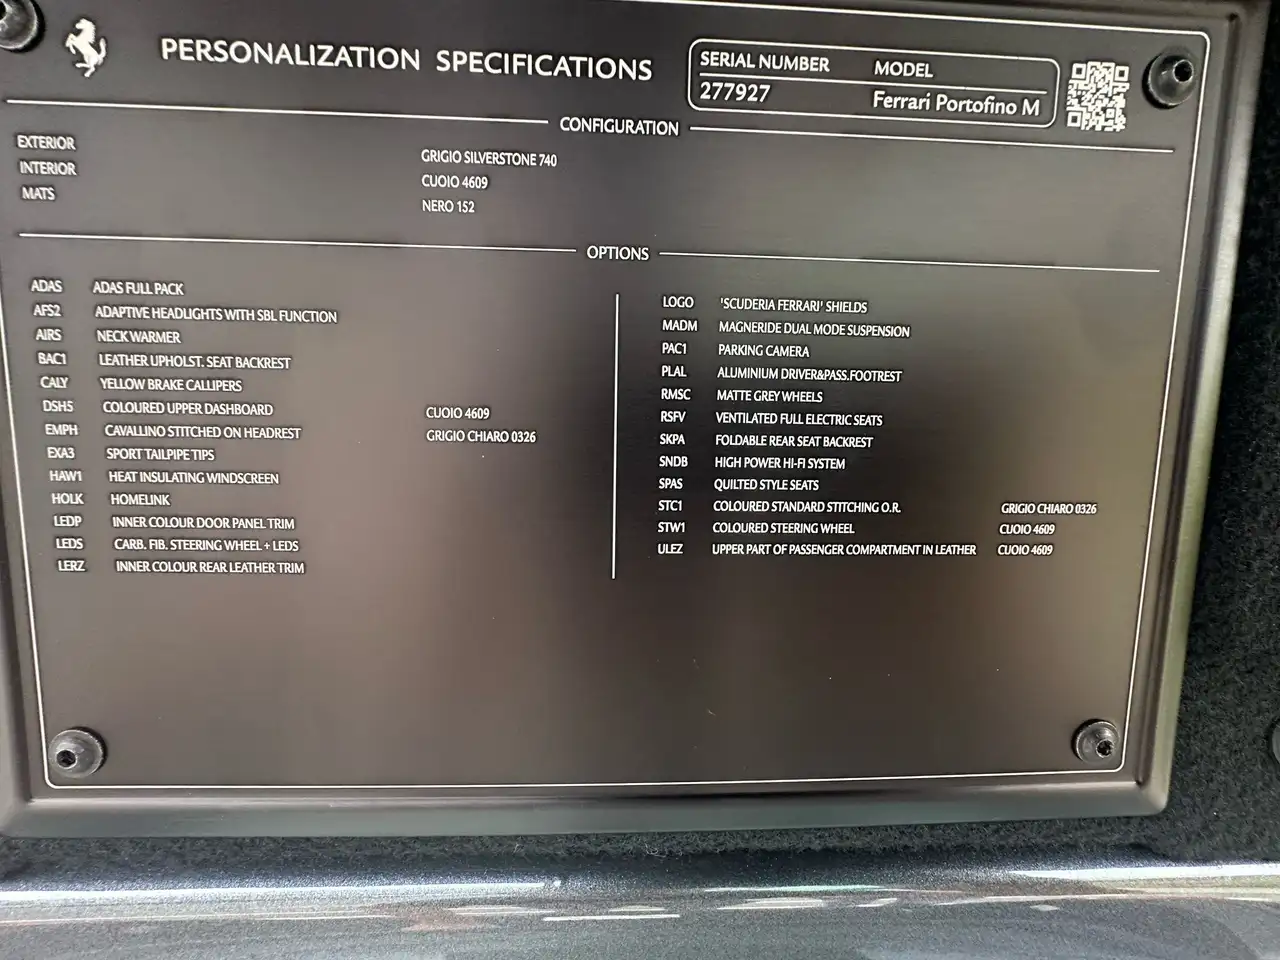 PERSONALIZATION SPECIFICATIONS
SERIAL NUMBER MODEL
277927 Ferrari Portofino M
CONFIGURATION
EXTERIOR GRIGIO SILVERSTONE 740
INTERIOR CUOIO 4609
MATS NERO 152
OPTIONS
ADAS ADAS FULL PACK
AFS2 ADAPTIVE HEADLIGHTS WITH SBL FUNCTION
AIRS NECK WARMER
BAC1 LEATHER UPHOLST. SEAT BACKREST
CALY YELLOW BRAKE CALLIPERS
DSH5 COLOURED UPPER DASHBOARD CUOIO 4609
EMPH CAVALLINO STITCHED ON HEADREST GRIGIO CHIARO 0326
EXA3 SPORT TAILPIPE TIPS
HAW1 HEAT INSULATING WINDSCREEN
HOLK HOMELINK
LEDP INNER COLOUR DOOR PANEL TRIM
LEDS CARB. FIB. STEERING WHEEL + LEDS
LERZ INNER COLOUR REAR LEATHER TRIM
LOGO 'SCUDERIA FERRARI' SHIELDS
MADM MAGNERIDE DUAL MODE SUSPENSION
PAC1 PARKING CAMERA
PLAL ALUMINIUM DRIVER&PASS.FOOTREST
RMSC MATTE GREY WHEELS
RSFV VENTILATED FULL ELECTRIC SEATS
SKPA FOLDABLE REAR SEAT BACKREST
SNDB HIGH POWER HI-FI SYSTEM
SPAS QUILTED STYLE SEATS
STC1 COLOURED STANDARD STITCHING O.R. GRIGIO CHIARO 0326
STW1 COLOURED STEERING WHEEL CUOIO 4609
ULEZ UPPER PART OF PASSENGER COMPARTMENT IN LEATHER CUOIO 4609